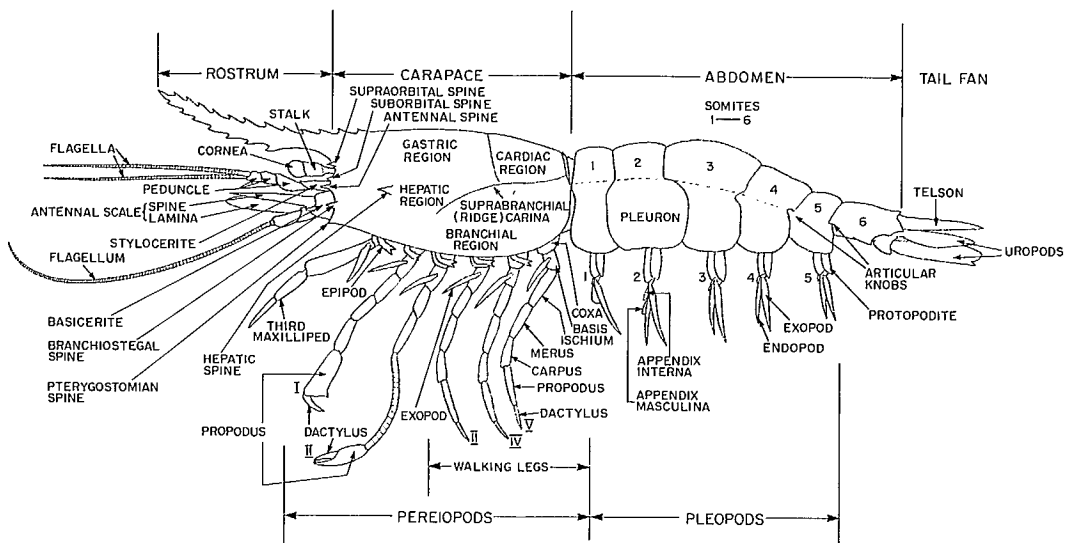 ROSTRUM
CARAPACE
ABDOMEN
TAIL FAN
SUPRAORBITAL SPINE
SUBORBITAL SPINE
ANTENNAL SPINE
SOMITES
1—6
STALK
CORNEA
FLAGELLA
PEDUNCLE
ANTENNAL SCALE
SPINE
LAMINA
STYLOCERITE
FLAGELLUM
BASICERITE
BRANCHIOSTEGAL
SPINE
PTERYGOSTOMIAN
SPINE
GASTRIC
REGION
CARDIAC
REGION
HEPATIC
REGION
SUPRABRANCHIAL
(RIDGE) CARINA
BRANCHIAL
REGION
1
2
3
4
5
6
PLEURON
TELSON
UROPODS
ARTICULAR
KNOBS
PROTOPODITE
1
2
3
4
5
EXOPOD
ENDOPOD
APPENDIX
INTERNA
APPENDIX
MASCULINA
EPIPOD
THIRD
MAXILLIPED
HEPATIC
SPINE
COXA
BASIS
ISCHIUM
MERUS
CARPUS
PROPODUS
DACTYLUS
EXOPOD
I
PROPODUS
DACTYLUS
II
II
IV
V
WALKING LEGS
PEREIOPODS
PLEOPODS